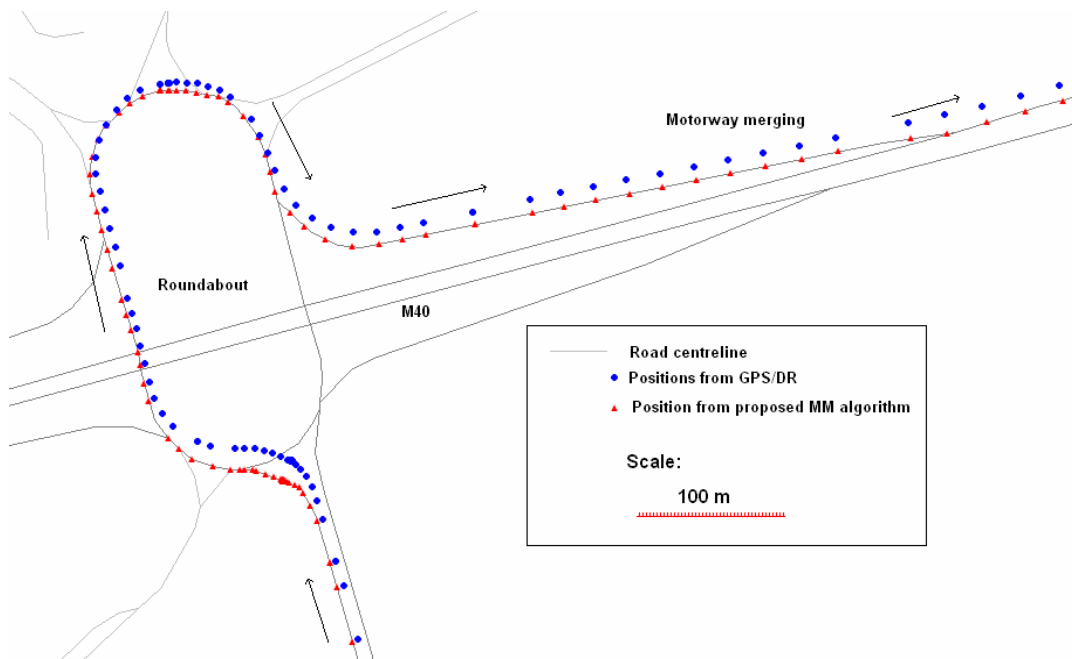 Motorway merging
Roundabout
M40
Road centreline
Positions from GPS/DR
Position from proposed MM algorithm
Scale:
100 m